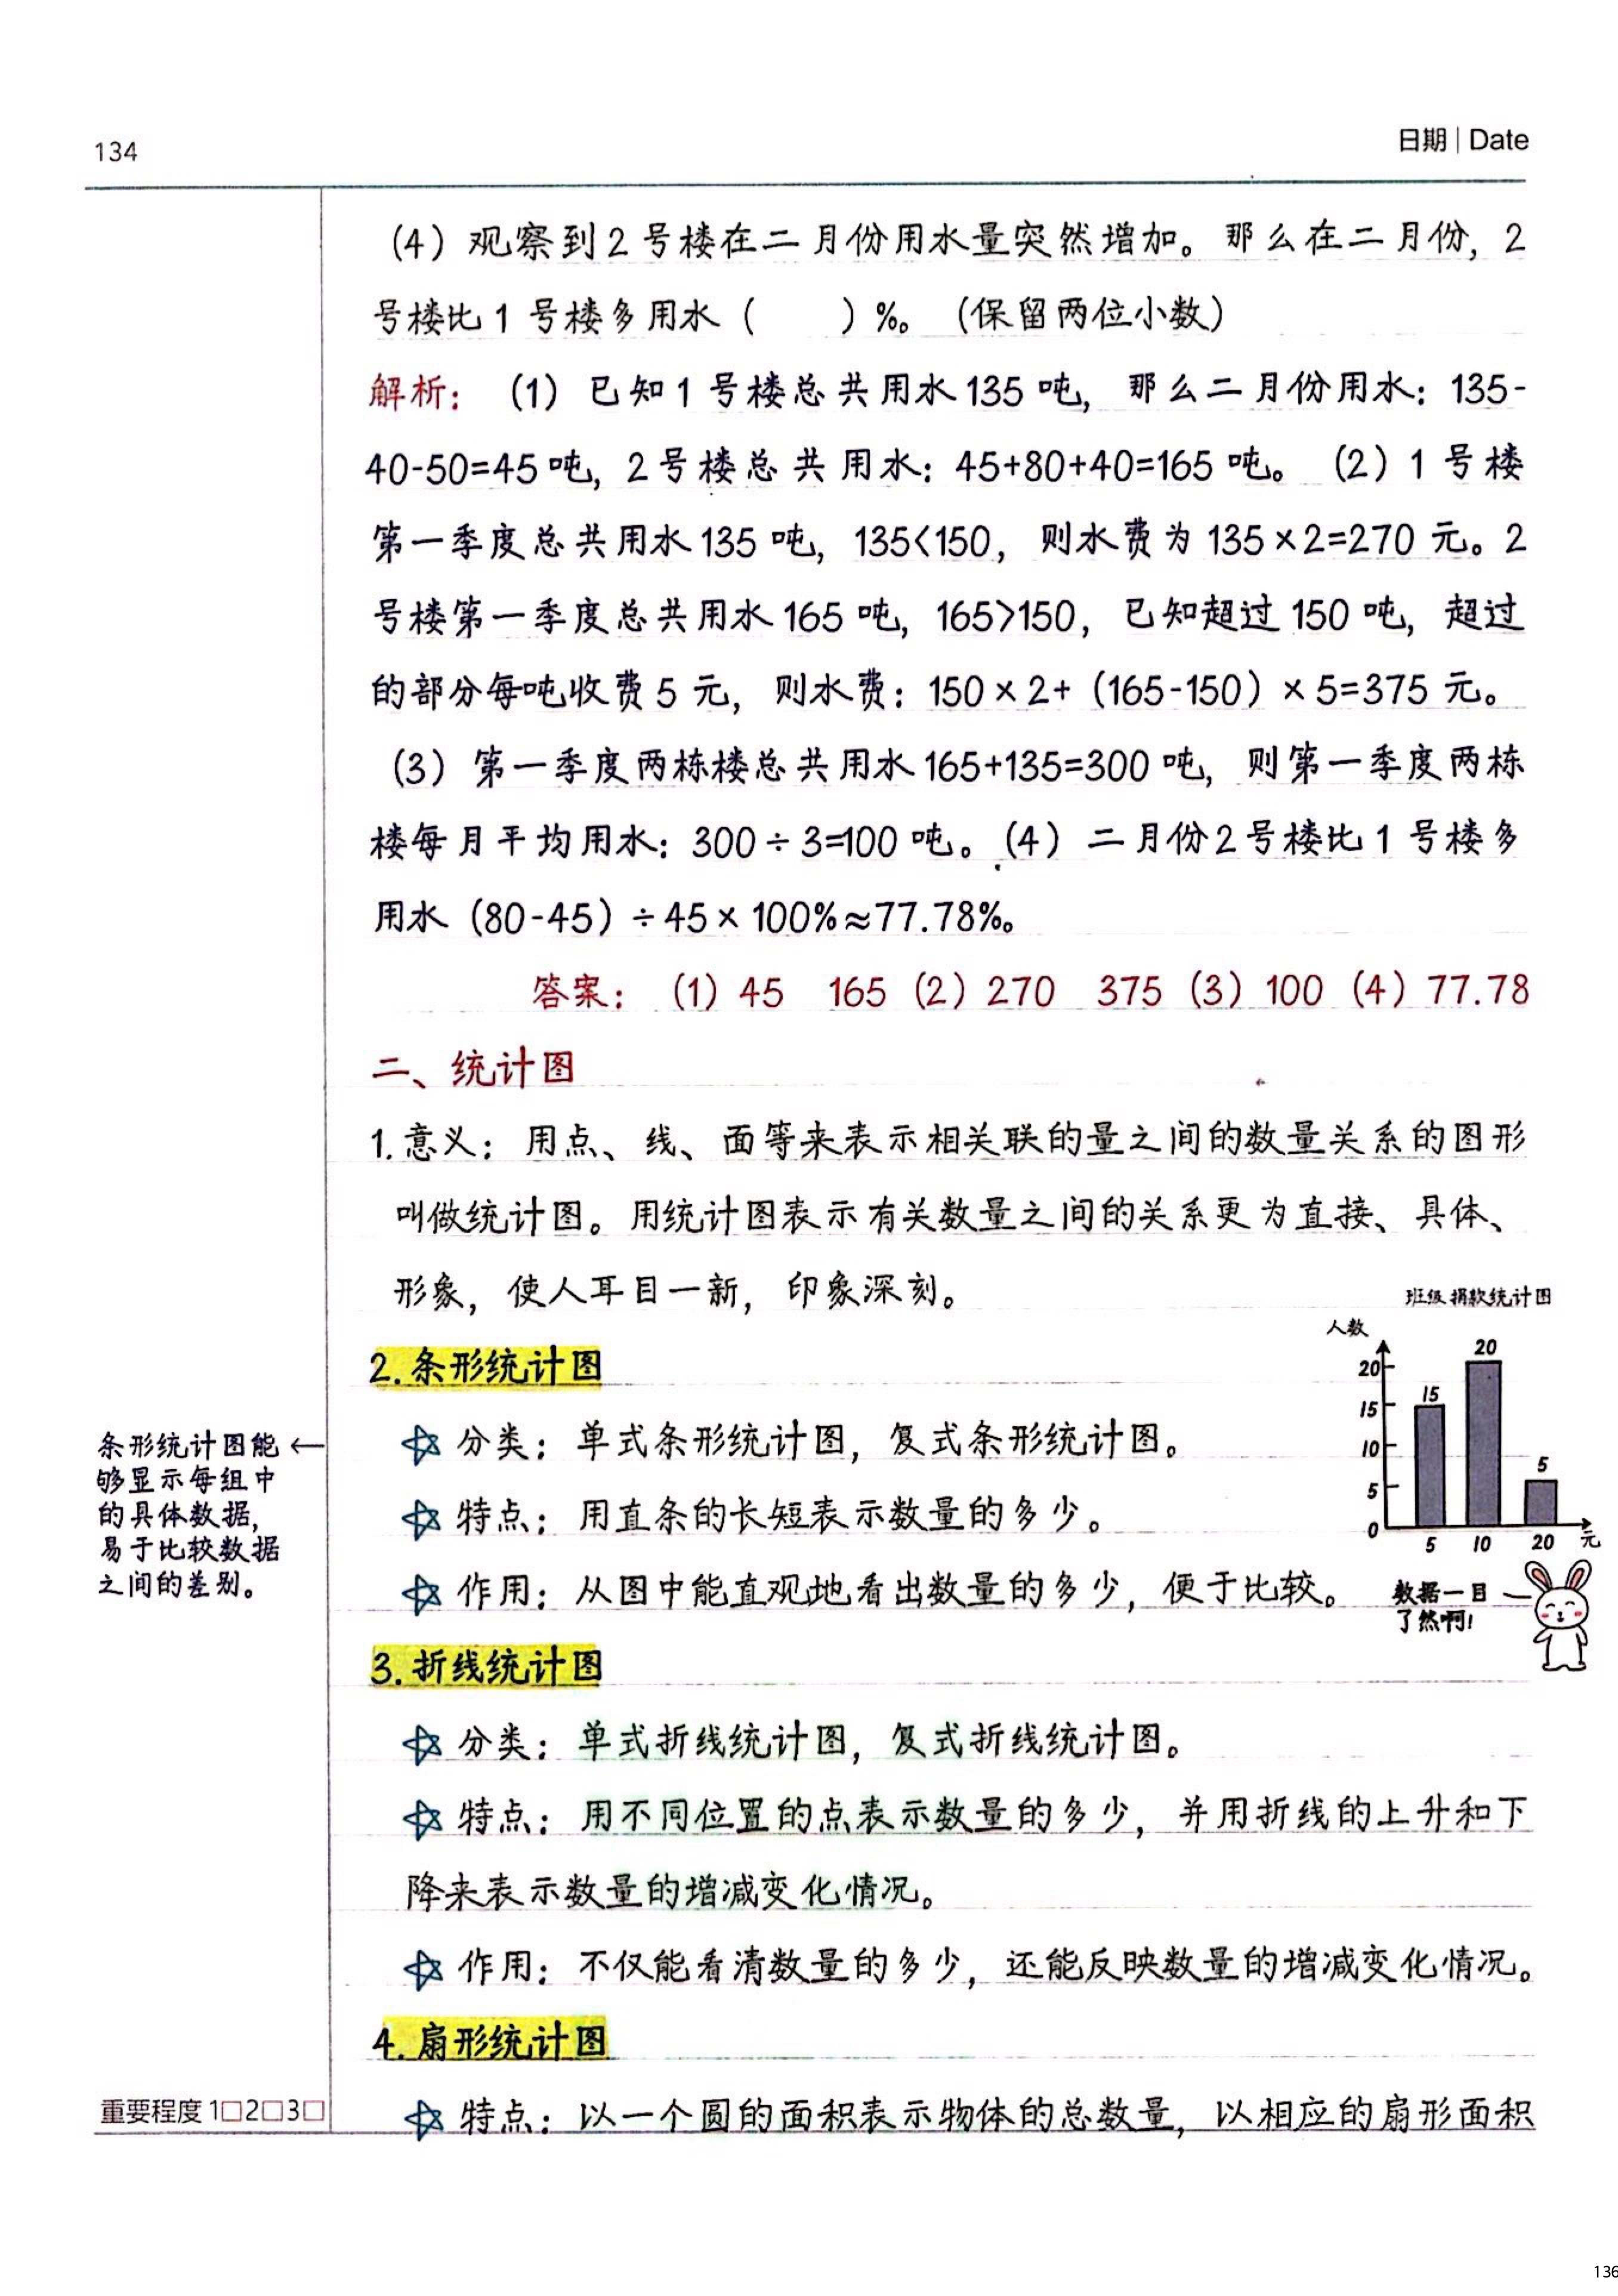 134
日期 | Date
（4）观察到2号楼在二月份用水量突然增加。那么在二月份，2
号楼比1号楼多用水（　　）%。（保留两位小数）
解析：（1）已知1号楼总共用水135吨，那么二月份用水：135-
40-50=45吨，2号楼总共用水：45+80+40=165吨。（2）1号楼
第一季度总共用水135吨，135<150，则水费为135×2=270元。2
号楼第一季度总共用水165吨，165>150，已知超过150吨，超过
的部分每吨收费5元，则水费：150×2+（165-150）×5=375元。
（3）第一季度两栋楼总共用水165+135=300吨，则第一季度两栋
楼每月平均用水：300÷3=100吨。（4）二月份2号楼比1号楼多
用水（80-45）÷45×100%≈77.78%。
答案：（1）45　165（2）270　375（3）100（4）77.78
二、统计图
1.意义：用点、线、面等来表示相关联的量之间的数量关系的图形
叫做统计图。用统计图表示有关数量之间的关系更为直接、具体、
形象，使人耳目一新，印象深刻。
班级捐款统计图
人数
20
15
10
5
0
15
20
5
5 10 20 元
数据一目
了然啊！
2.条形统计图
☆分类：单式条形统计图，复式条形统计图。
☆特点：用直条的长短表示数量的多少。
☆作用：从图中能直观地看出数量的多少，便于比较。
条形统计图能←
够显示每组中
的具体数据，
易于比较数据
之间的差别。
3.折线统计图
☆分类：单式折线统计图，复式折线统计图。
☆特点：用不同位置的点表示数量的多少，并用折线的上升和下
降来表示数量的增减变化情况。
☆作用：不仅能看清数量的多少，还能反映数量的增减变化情况。
4.扇形统计图
☆特点：以一个圆的面积表示物体的总数量，以相应的扇形面积
重要程度1□2□3□
136